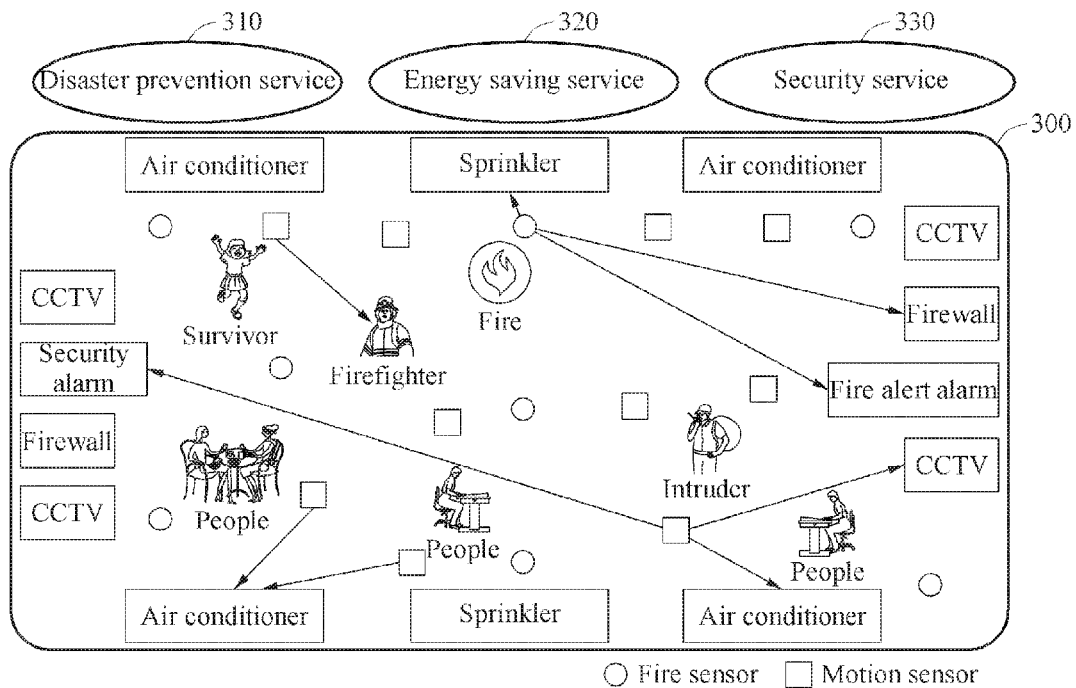 310
320
330
Disaster prevention service
Energy saving service
Security service
300
Air conditioner
Sprinkler
Air conditioner
CCTV
CCTV
Survivor
Fire
Firewall
Security
alarm
Firefighter
Fire alert alarm
Firewall
People
Intruder
CCTV
CCTV
People
People
Air conditioner
Sprinkler
Air conditioner
Fire sensor
Motion sensor